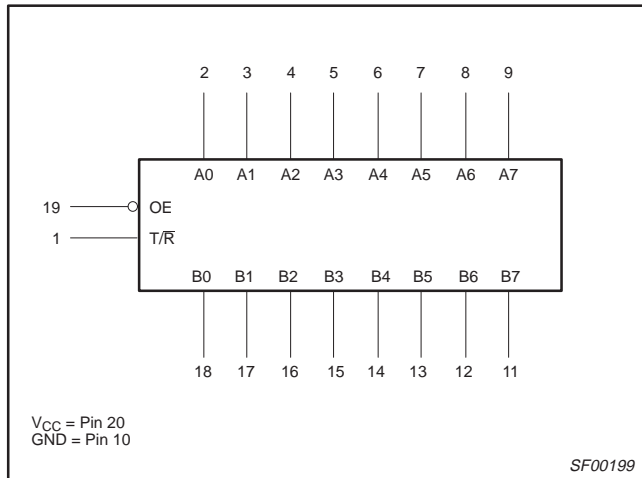 2 3 4 5 6 7 8 9
A0 A1 A2 A3 A4 A5 A6 A7
19 OE
1 T/R̅
B0 B1 B2 B3 B4 B5 B6 B7
18 17 16 15 14 13 12 11
VCC = Pin 20
GND = Pin 10
SF00199